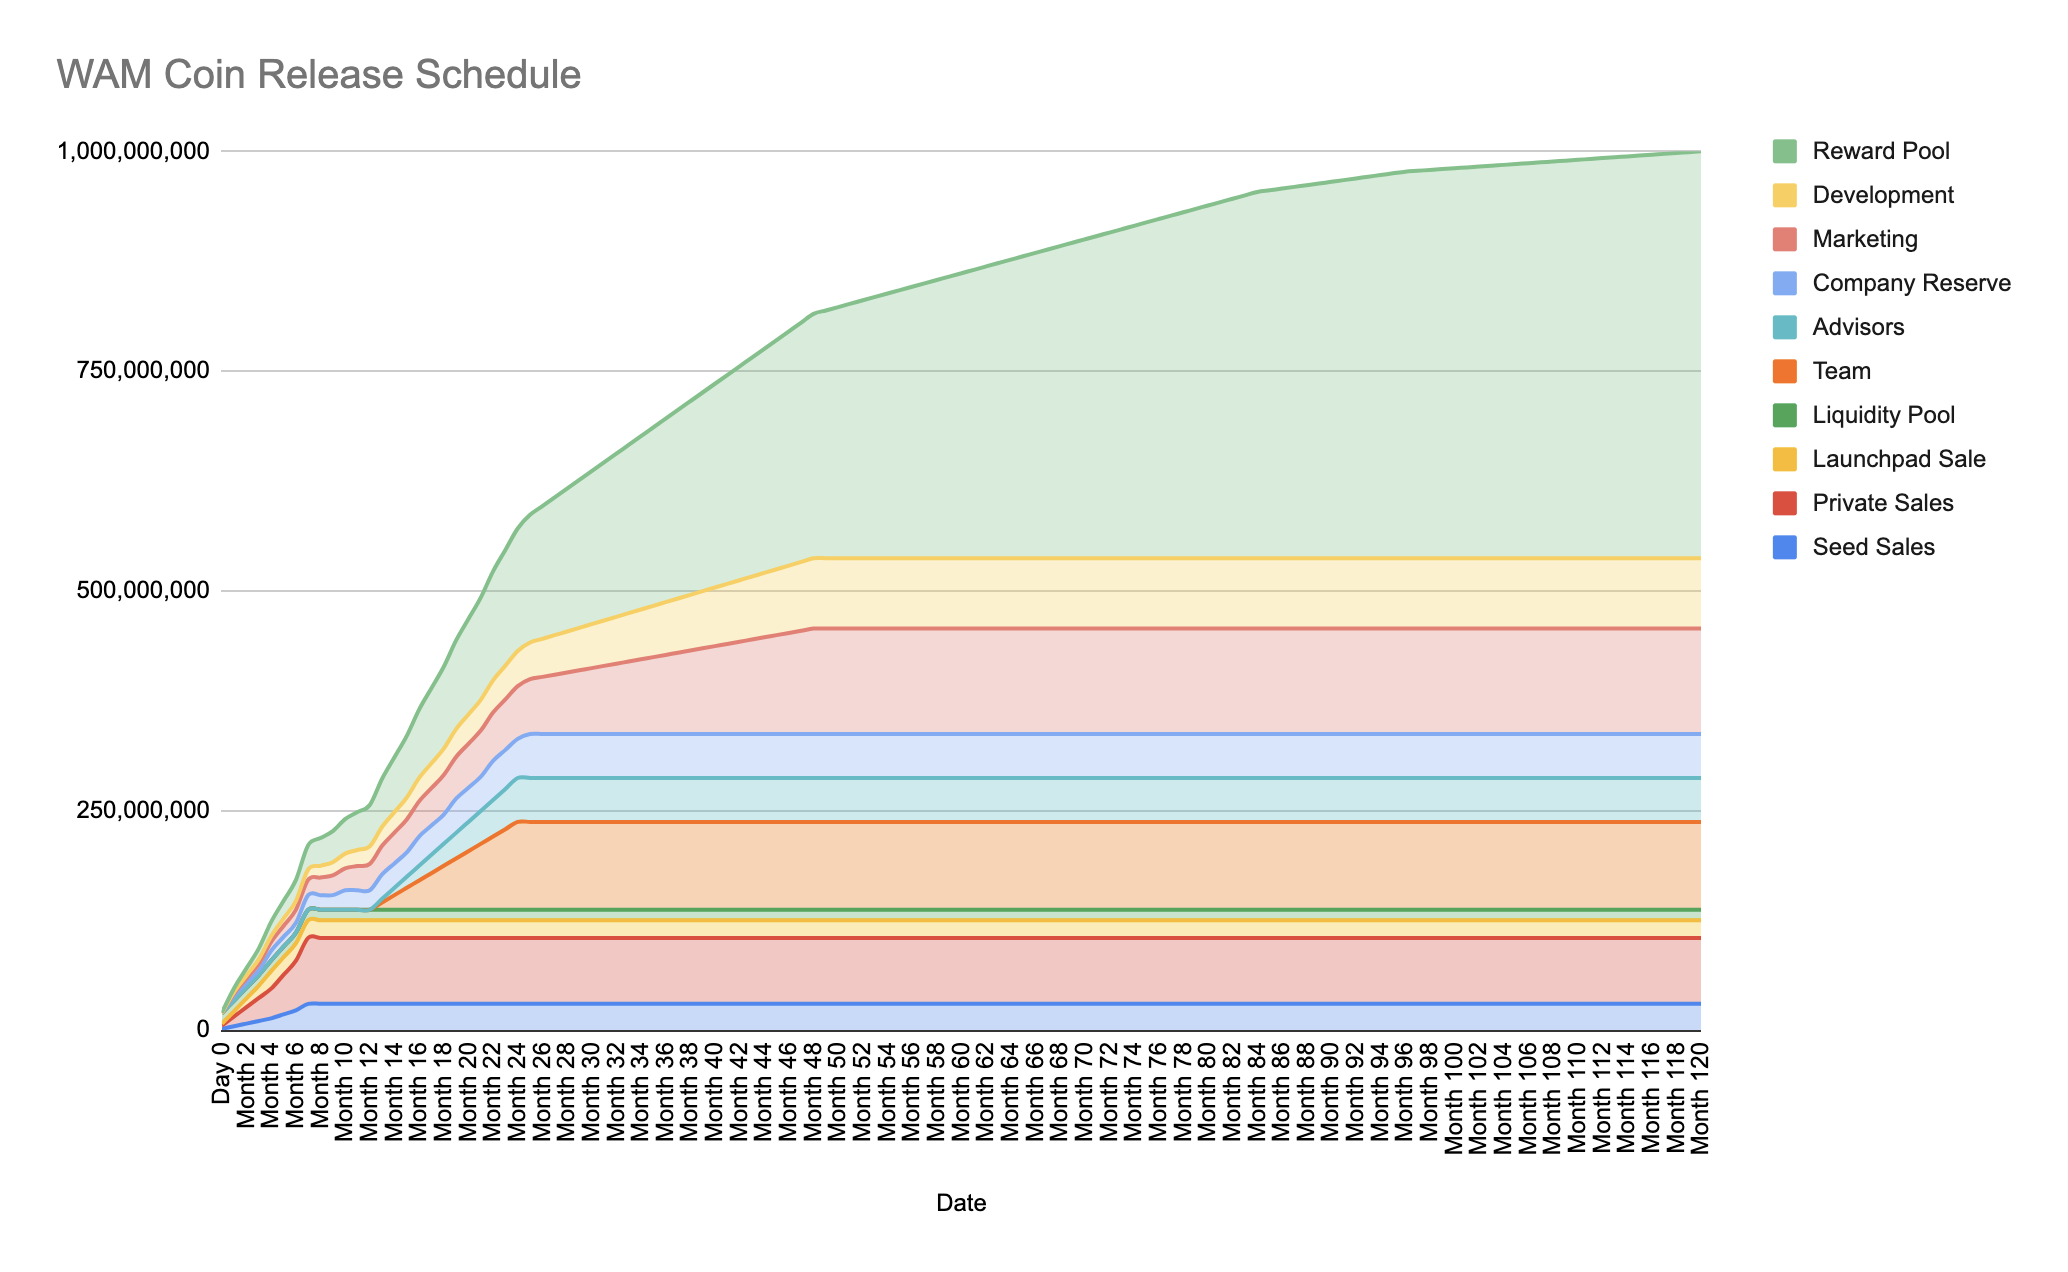 WAM Coin Release Schedule
1,000,000,000
750,000,000
500,000,000
250,000,000
0
Reward Pool
Development
Marketing
Company Reserve
Advisors
Team
Liquidity Pool
Launchpad Sale
Private Sales
Seed Sales
Day 0
Month 2
Month 4
Month 6
Month 8
Month 10
Month 12
Month 14
Month 16
Month 18
Month 20
Month 22
Month 24
Month 26
Month 28
Month 30
Month 32
Month 34
Month 36
Month 38
Month 40
Month 42
Month 44
Month 46
Month 48
Month 50
Month 52
Month 54
Month 56
Month 58
Month 60
Month 62
Month 64
Month 66
Month 68
Month 70
Month 72
Month 74
Month 76
Month 78
Month 80
Month 82
Month 84
Month 86
Month 88
Month 90
Month 92
Month 94
Month 96
Month 98
Month 100
Month 102
Month 104
Month 106
Month 108
Month 110
Month 112
Month 114
Month 116
Month 118
Month 120
Date